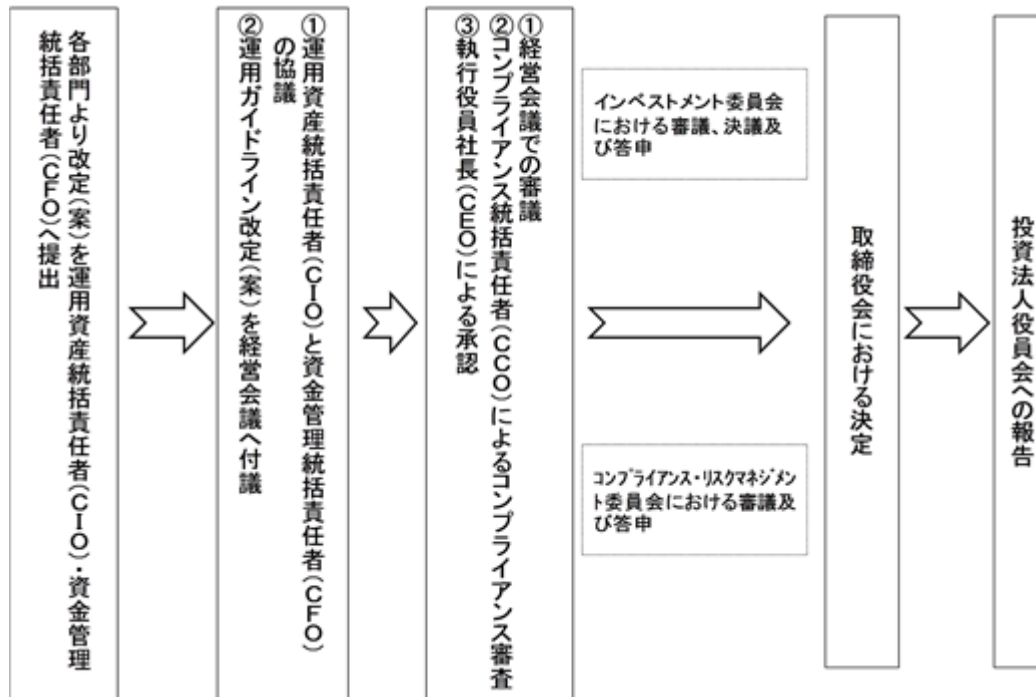 各部門より改定(案)を運用資産統括責任者(CIO)・資金管理
統括責任者(CFO)へ提出
①運用資産統括責任者(CIO)と資金管理統括責任者(CFO)
の協議
②運用ガイドライン改定(案)を経営会議へ付議
①経営会議での審議
②コンプライアンス統括責任者(CCO)によるコンプライアンス審査
③執行役員社長(CEO)による承認
インベストメント委員会
における審議、決議及
び答申
コンプライアンス・リスクマネジメン
ト委員会における審議及
び答申
取締役会における決定
投資法人役員会への報告